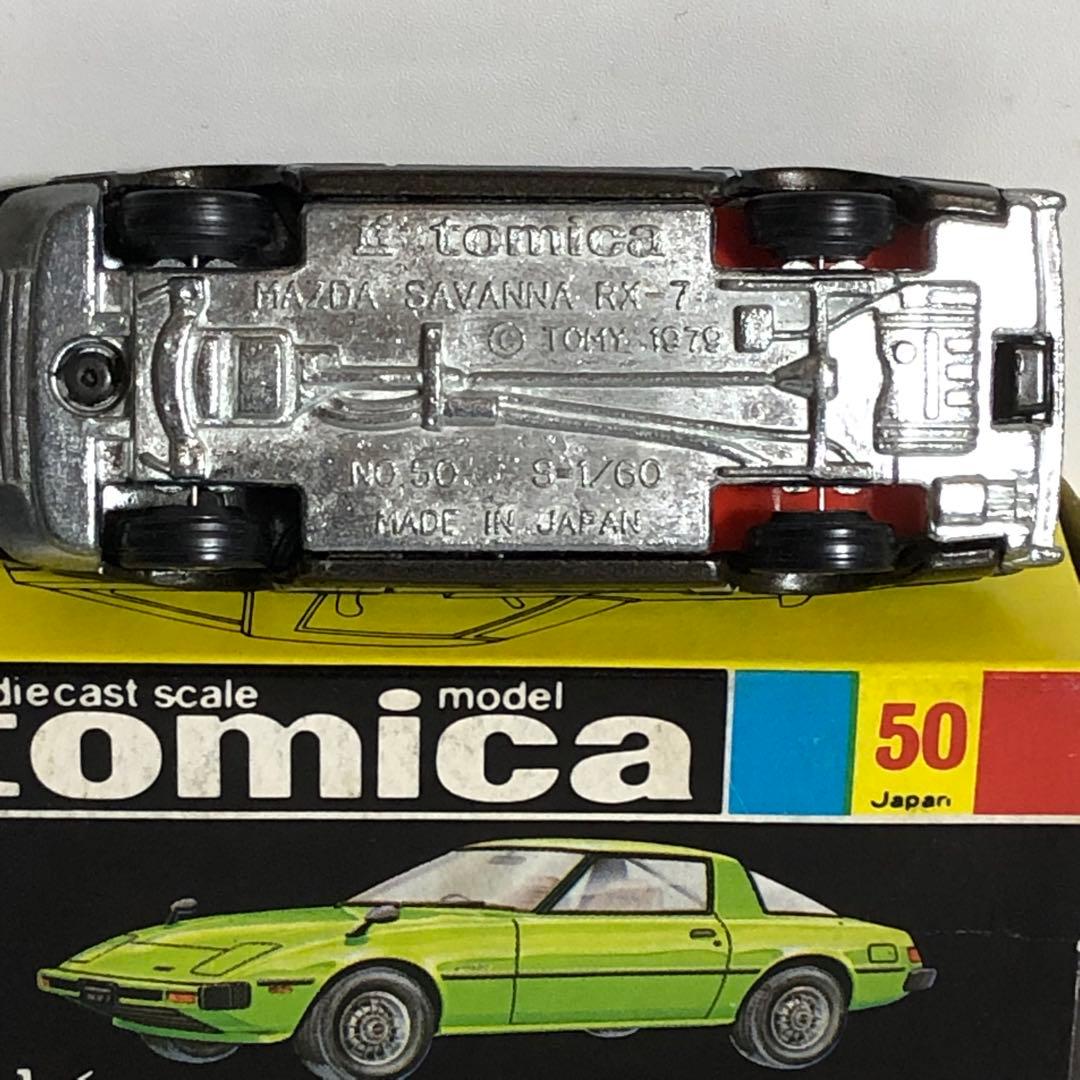 tomica
MAZDA SAVANNA RX-7
© TOMY 1979
NO.50 S-1/60
MADE IN JAPAN
diecast scale model
tomica
50
Japan